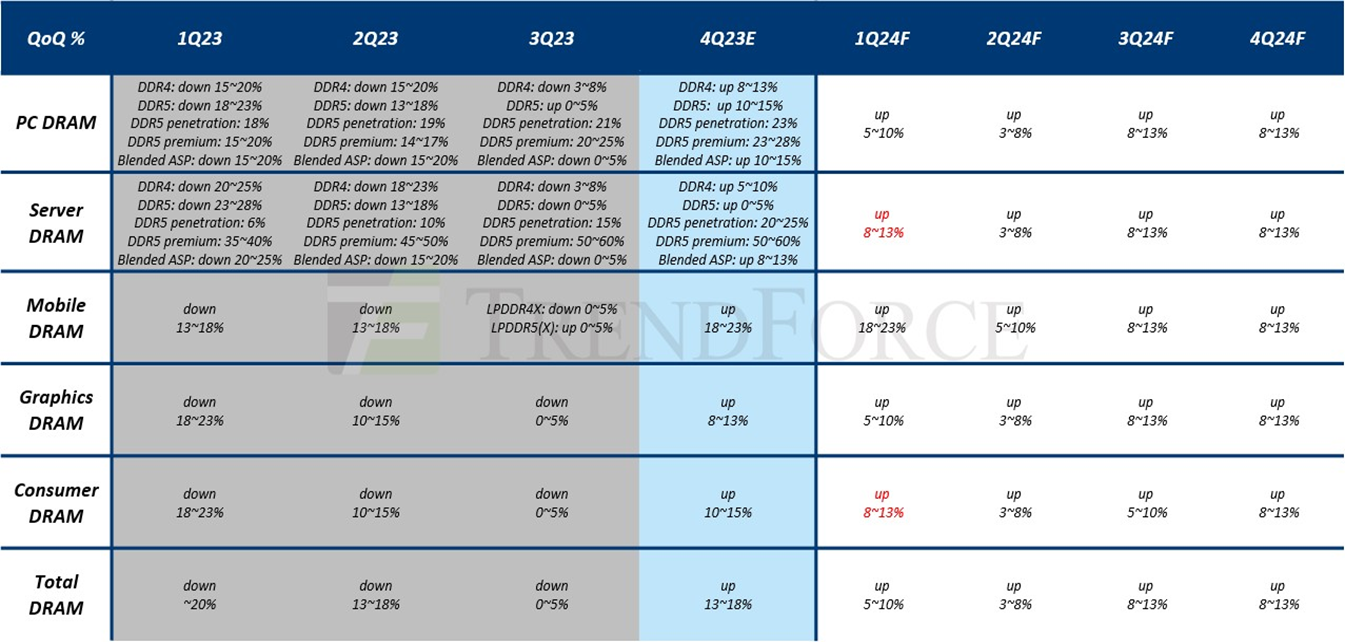 QoQ %
1Q23
2Q23
3Q23
4Q23E
1Q24F
2Q24F
3Q24F
4Q24F
PC DRAM
DDR4: down 15~20%
DDR5: down 18~23%
DDR5 penetration: 18%
DDR5 premium: 15~20%
Blended ASP: down 15~20%
DDR4: down 15~20%
DDR5: down 13~18%
DDR5 penetration: 19%
DDR5 premium: 14~17%
Blended ASP: down 15~20%
DDR4: down 3~8%
DDR5: up 0~5%
DDR5 penetration: 21%
DDR5 premium: 20~25%
Blended ASP: down 0~5%
DDR4: up 8~13%
DDR5: up 10~15%
DDR5 penetration: 23%
DDR5 premium: 23~28%
Blended ASP: up 10~15%
up
5~10%
up
3~8%
up
8~13%
up
8~13%
Server
DRAM
DDR4: down 20~25%
DDR5: down 23~28%
DDR5 penetration: 6%
DDR5 premium: 35~40%
Blended ASP: down 20~25%
DDR4: down 18~23%
DDR5: down 13~18%
DDR5 penetration: 10%
DDR5 premium: 45~50%
Blended ASP: down 15~20%
DDR4: down 3~8%
DDR5: down 0~5%
DDR5 penetration: 15%
DDR5 premium: 50~60%
Blended ASP: down 0~5%
DDR4: up 5~10%
DDR5: up 0~5%
DDR5 penetration: 20~25%
DDR5 premium: 50~60%
Blended ASP: up 8~13%
up
8~13%
up
3~8%
up
8~13%
up
8~13%
Mobile
DRAM
down
13~18%
down
13~18%
LPDDR4X: down 0~5%
LPDDR5(X): up 0~5%
up
18~23%
up
18~23%
up
5~10%
up
8~13%
up
8~13%
TRENDFORCE
Graphics
DRAM
down
18~23%
down
10~15%
down
0~5%
up
8~13%
up
5~10%
up
3~8%
up
8~13%
up
8~13%
Consumer
DRAM
down
18~23%
down
10~15%
down
0~5%
up
10~15%
up
8~13%
up
3~8%
up
5~10%
up
8~13%
Total
DRAM
down
~20%
down
13~18%
down
0~5%
up
13~18%
up
5~10%
up
3~8%
up
8~13%
up
8~13%